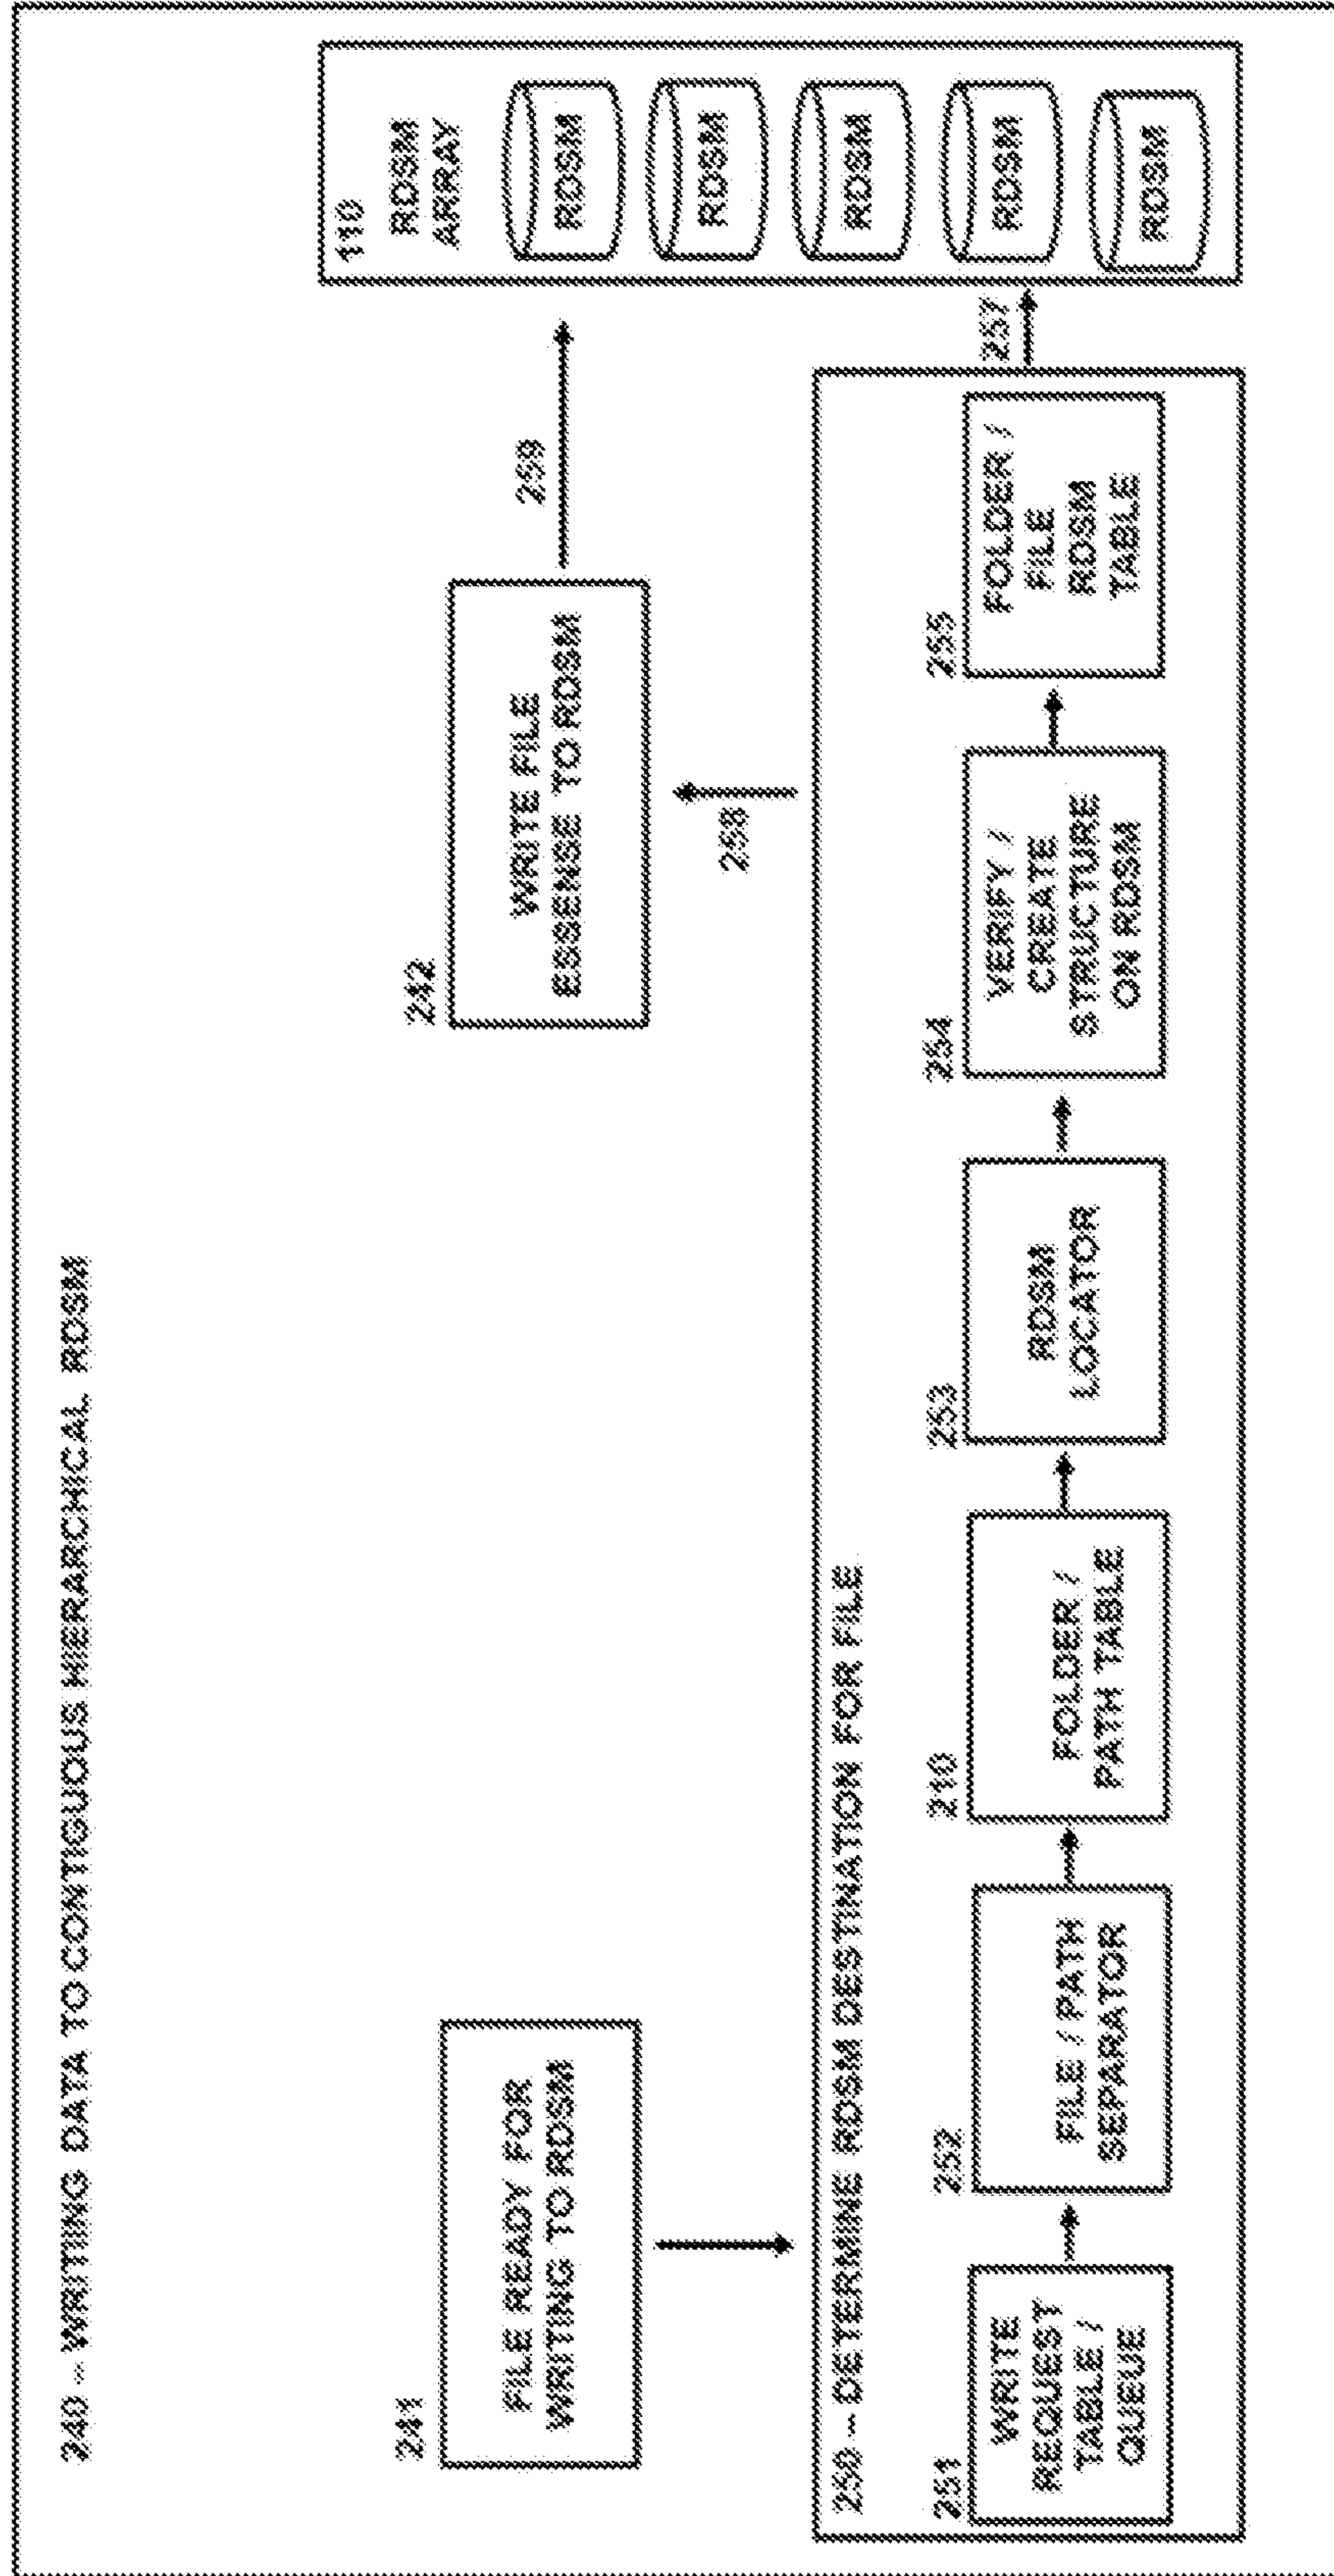 240 -- WRITING DATA TO CONTIGUOUS HIERARCHICAL RDSM
110
RDSM
ARRAY
RDSM
RDSM
RDSM
RDSM
RDSM
241
FILE READY FOR
WRITING TO RDSM
242
WRITE FILE
ESSENSE TO RDSM
259
258
257
250 -- DETERMINE RDSM DESTINATION FOR FILE
251
WRITE
REQUEST
TABLE /
QUEUE
252
FILE / PATH
SEPARATOR
210
FOLDER /
PATH TABLE
253
RDSM
LOCATOR
254
VERIFY /
CREATE
STRUCTURE
ON RDSM
255
FOLDER /
FILE
RDSM
TABLE